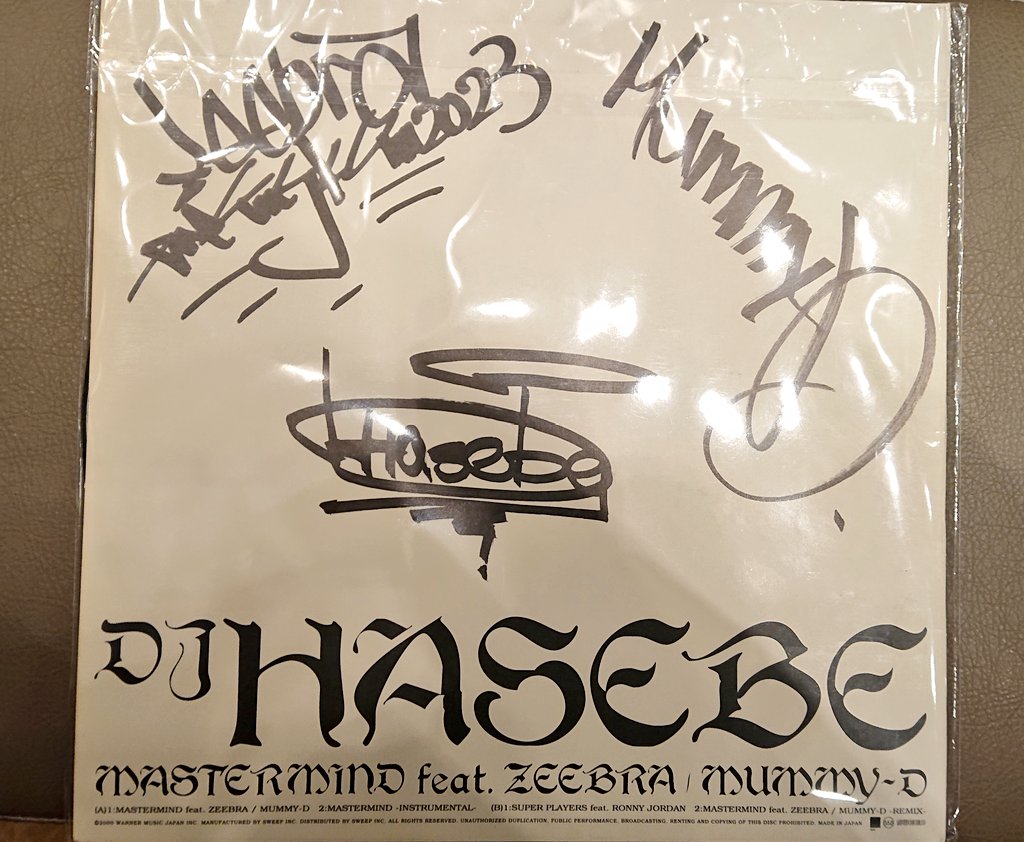 2023
Mummy-D
Hasebe
DJ HASEBE
MASTERMIND feat. ZEEBRA / MUMMY-D
(A)1:MASTERMIND feat. ZEEBRA / MUMMY-D 2:MASTERMIND -INSTRUMENTAL- (B)1:SUPER PLAYERS feat. RONNY JORDAN 2:MASTERMIND feat. ZEEBRA / MUMMY-D -REMIX-
©2000 WARNER MUSIC JAPAN INC. MANUFACTURED BY SWEEP INC. DISTRIBUTED BY SWEEP INC. ALL RIGHTS RESERVED. UNAUTHORIZED DUPLICATION, PUBLIC PERFORMANCE, BROADCASTING, RENTING AND COPYING OF THIS DISC PROHIBITED. MADE IN JAPAN